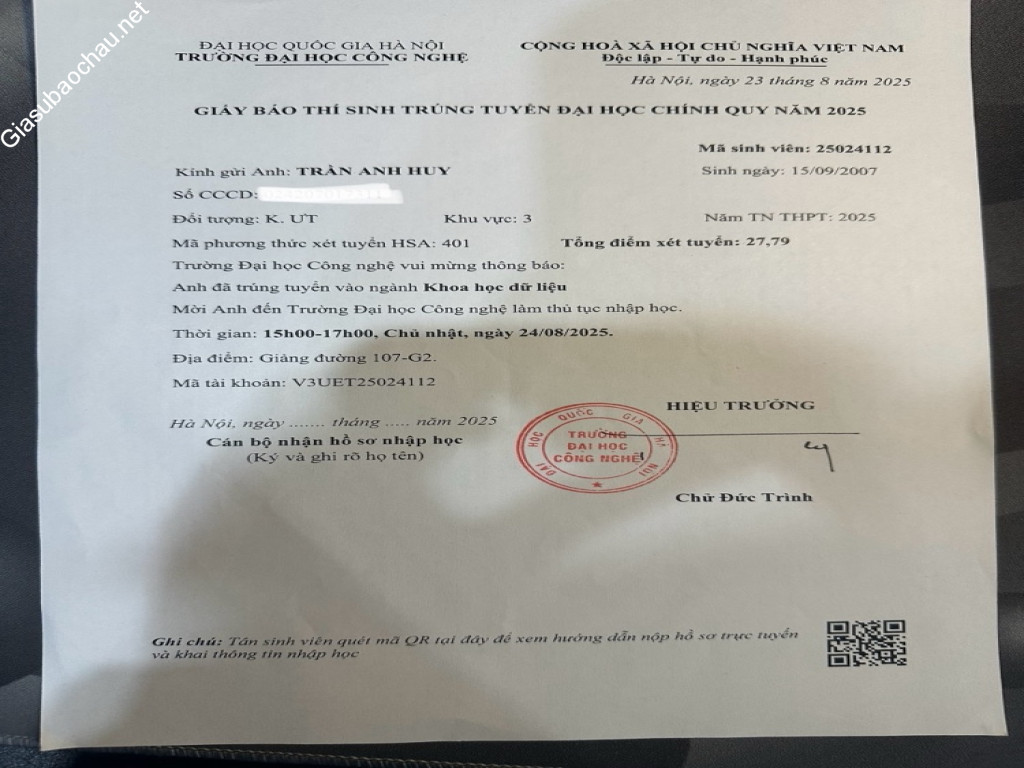 Giasubaochau.net
ĐẠI HỌC QUỐC GIA HÀ NỘI
TRƯỜNG ĐẠI HỌC CÔNG NGHỆ
CỘNG HOÀ XÃ HỘI CHỦ NGHĨA VIỆT NAM
Độc lập - Tự do - Hạnh phúc
Hà Nội, ngày 23 tháng 8 năm 2025
GIẤY BÁO THÍ SINH TRÚNG TUYỂN ĐẠI HỌC CHÍNH QUY NĂM 2025
Mã sinh viên: 25024112
Kính gửi Anh: TRẦN ANH HUY
Sinh ngày: 15/09/2007
Số CCCD:
Đối tượng: K. ƯT Khu vực: 3 Năm TN THPT: 2025
Mã phương thức xét tuyển HSA: 401 Tổng điểm xét tuyển: 27,79
Trường Đại học Công nghệ vui mừng thông báo:
Anh đã trúng tuyển vào ngành Khoa học dữ liệu
Mời Anh đến Trường Đại học Công nghệ làm thủ tục nhập học.
Thời gian: 15h00-17h00, Chủ nhật, ngày 24/08/2025.
Địa điểm: Giảng đường 107-G2.
Mã tài khoản: V3UET25024112
Hà Nội, ngày ....... tháng ..... năm 2025
Cán bộ nhận hồ sơ nhập học
(Ký và ghi rõ họ tên)
HIỆU TRƯỞNG
ĐẠI HỌC QUỐC GIA HÀ NỘI
TRƯỜNG
ĐẠI HỌC
CÔNG NGHỆ
Chử Đức Trình
Ghi chú: Tân sinh viên quét mã QR tại đây để xem hướng dẫn nộp hồ sơ trực tuyến
và khai thông tin nhập học